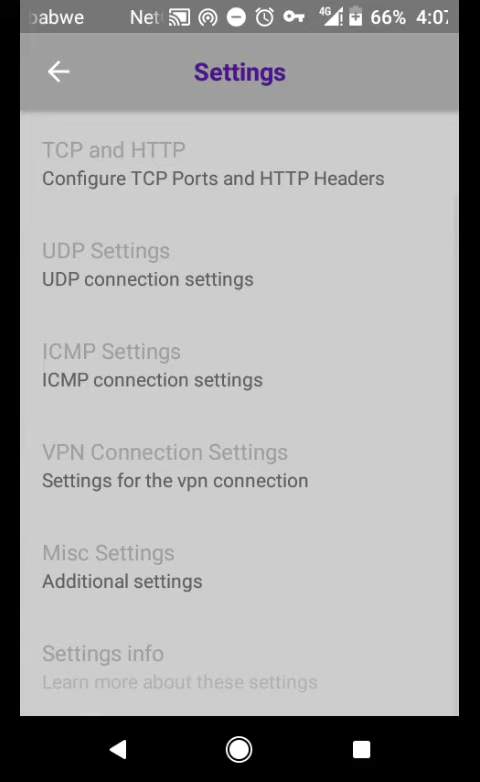 babwe Net 4G 66% 4:07
Settings
TCP and HTTP
Configure TCP Ports and HTTP Headers
UDP Settings
UDP connection settings
ICMP Settings
ICMP connection settings
VPN Connection Settings
Settings for the vpn connection
Misc Settings
Additional settings
Settings info
Learn more about these settings